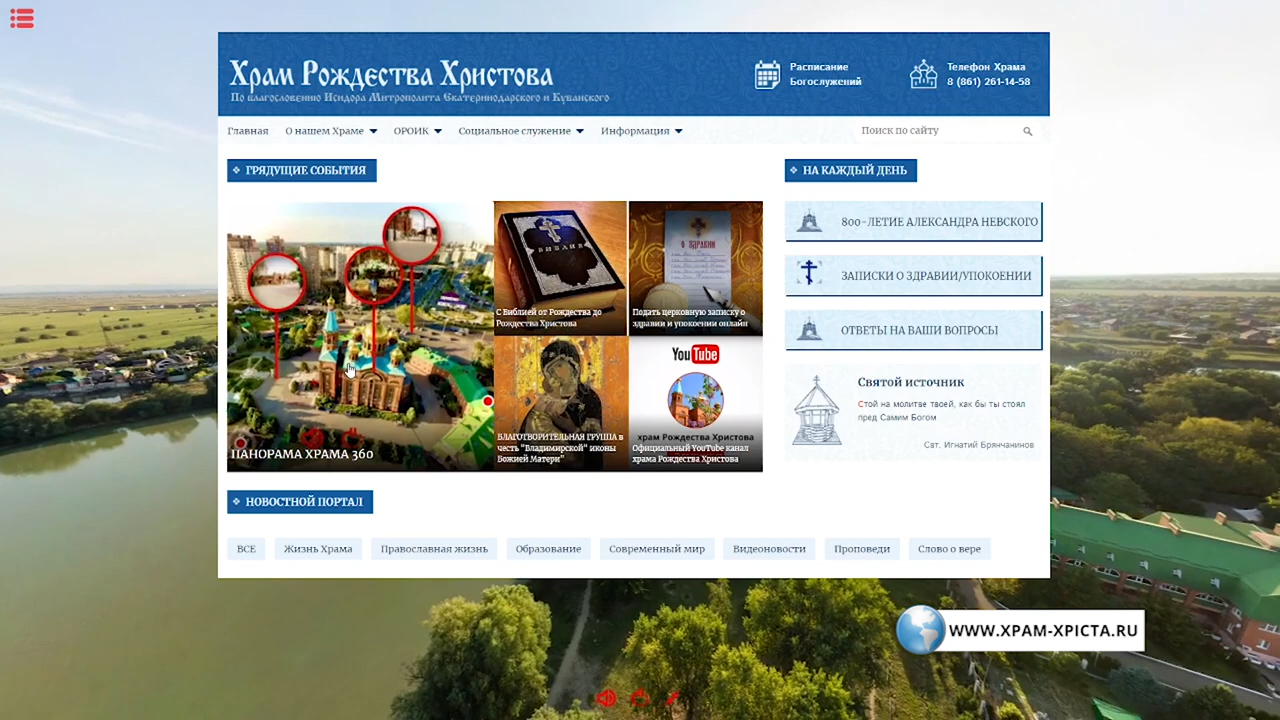 Храм Рождества Христова
По благословению Исидора Митрополита Екатеринодарского и Кубанского
Расписание
Богослужений
Телефон Храма
8 (861) 261-14-58
Главная
О нашем Храме
ОРОИК
Социальное служение
Информация
Поиск по сайту
ГРЯДУЩИЕ СОБЫТИЯ
НА КАЖДЫЙ ДЕНЬ
ПАНОРАМА ХРАМА 360
БИБЛИЯ
С Библией от Рождества до
Рождества Христова
О ЗДРАВИИ
Подать церковную записку о
здравии и упокоении онлайн
БЛАГОТВОРИТЕЛЬНАЯ ГРУППА в
честь "Владимирской" иконы
Божией Матери"
YouTube
храм Рождества Христова
Официальный YouTube канал
храма Рождества Христова
800-ЛЕТИЕ АЛЕКСАНДРА НЕВСКОГО
ЗАПИСКИ О ЗДРАВИИ/УПОКОЕНИИ
ОТВЕТЫ НА ВАШИ ВОПРОСЫ
Святой источник
Стой на молитве твоей, как бы ты стоял
пред Самим Богом
Свт. Игнатий Брянчанинов
НОВОСТНОЙ ПОРТАЛ
ВСЕ
Жизнь Храма
Православная жизнь
Образование
Современный мир
Видеоновости
Проповеди
Слово о вере
WWW.ХРАМ-ХРІСТА.RU